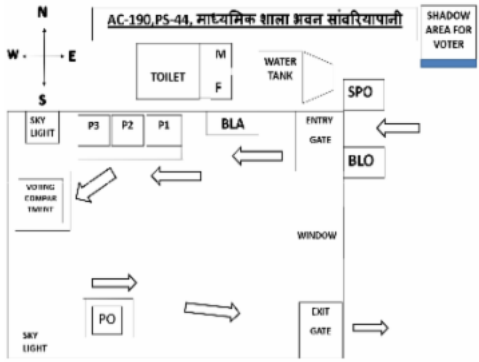 N
W E
S
AC-190,PS-44, माध्यमिक शाला भवन सांवरियापानी
SHADOW
AREA FOR
VOTER
TOILET
M
F
WATER
TANK
SPO
SKY
LIGHT
P3
P2
P1
BLA
ENTRY
GATE
BLO
VOTING
COMPAR
TMENT
WINDOW
PO
EXIT
GATE
SKY
LIGHT